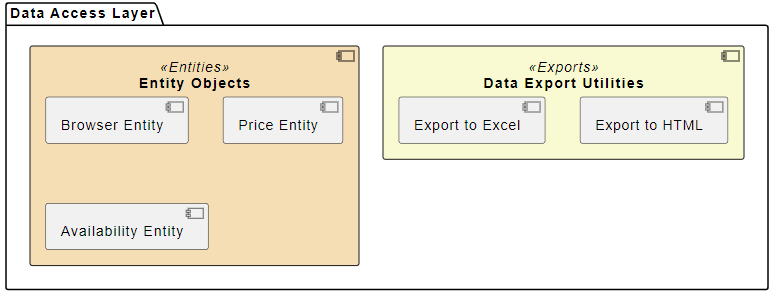 Data Access Layer
«Entities»
Entity Objects
Browser Entity
Price Entity
Availability Entity
«Exports»
Data Export Utilities
Export to Excel
Export to HTML